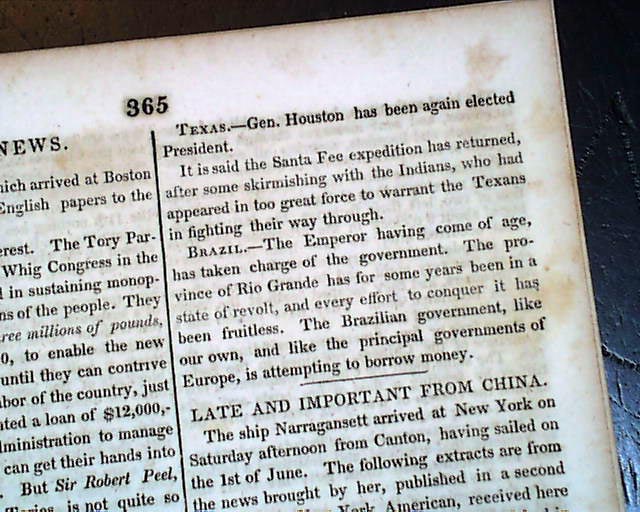 365
NEWS.
hich arrived at Boston
English papers to the
erest. The Tory Par-
Whig Congress in the
d in sustaining monop-
ns of the people. They
ree millions of pounds,
0, to enable the new
until they can contrive
abor of the country, just
ated a loan of $12,000,-
dministration to manage
can get their hands into
But Sir Robert Peel,
Tories, is not quite so
TEXAS.—Gen. Houston has been again elected
President.
It is said the Santa Fee expedition has returned,
after some skirmishing with the Indians, who had
appeared in too great force to warrant the Texans
in fighting their way through.
BRAZIL.—The Emperor having come of age,
has taken charge of the government. The pro-
vince of Rio Grande has for some years been in a
state of revolt, and every effort to conquer it has
been fruitless. The Brazilian government, like
our own, and like the principal governments of
Europe, is attempting to borrow money.
LATE AND IMPORTANT FROM CHINA.
The ship Narragansett arrived at New York on
Saturday afternoon from Canton, having sailed on
the 1st of June. The following extracts are from
the news brought by her, published in a second
York American, received here